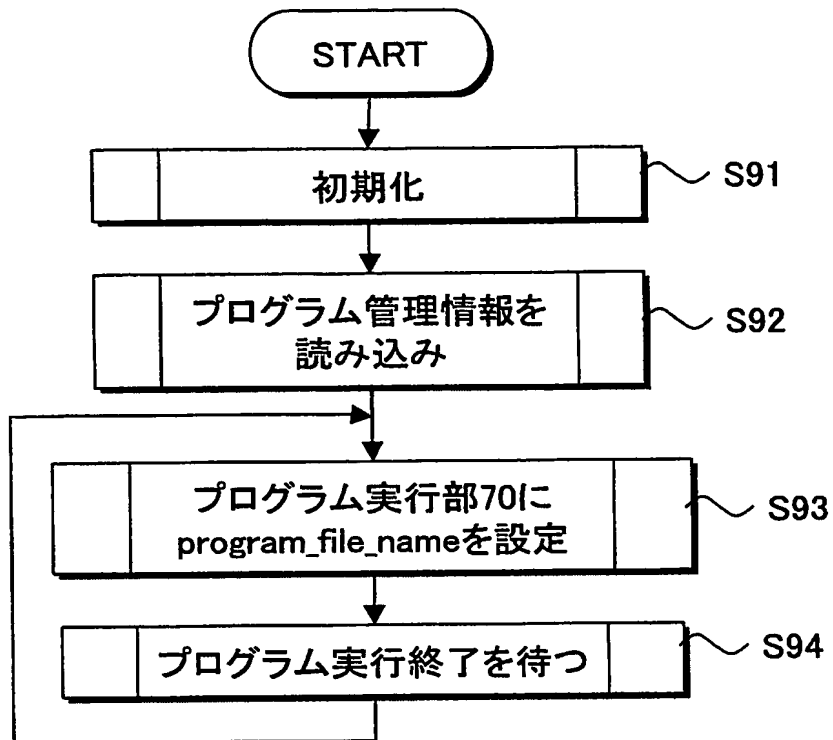 START
初期化
S91
プログラム管理情報を
読み込み
S92
プログラム実行部70に
program_file_nameを設定
S93
プログラム実行終了を待つ
S94